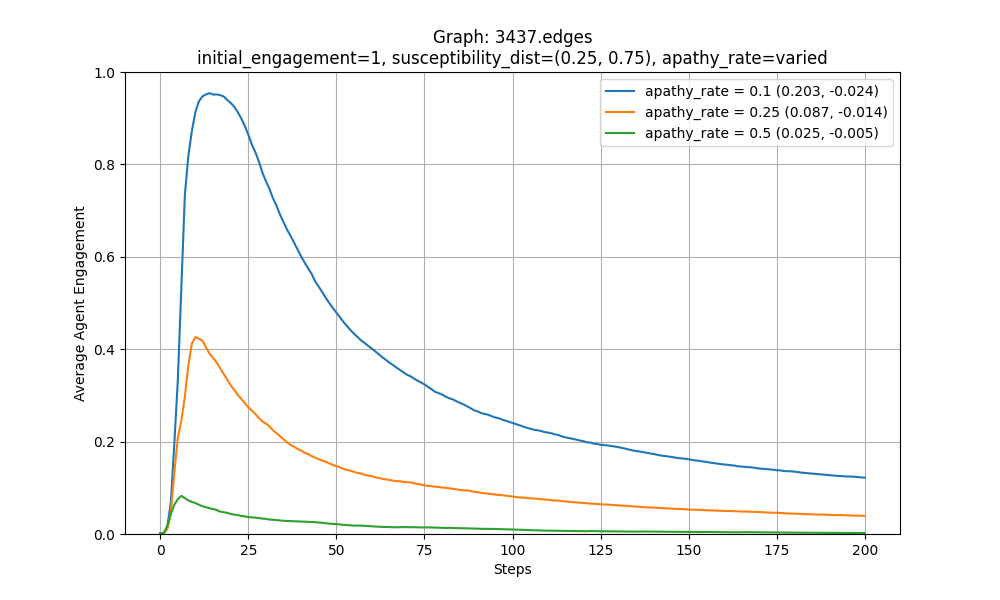 Graph: 3437.edges
initial_engagement=1, susceptibility_dist=(0.25, 0.75), apathy_rate=varied
apathy_rate = 0.1 (0.203, -0.024)
apathy_rate = 0.25 (0.087, -0.014)
apathy_rate = 0.5 (0.025, -0.005)
Average Agent Engagement
1.0
0.8
0.6
0.4
0.2
0.0
0 25 50 75 100 125 150 175 200
Steps